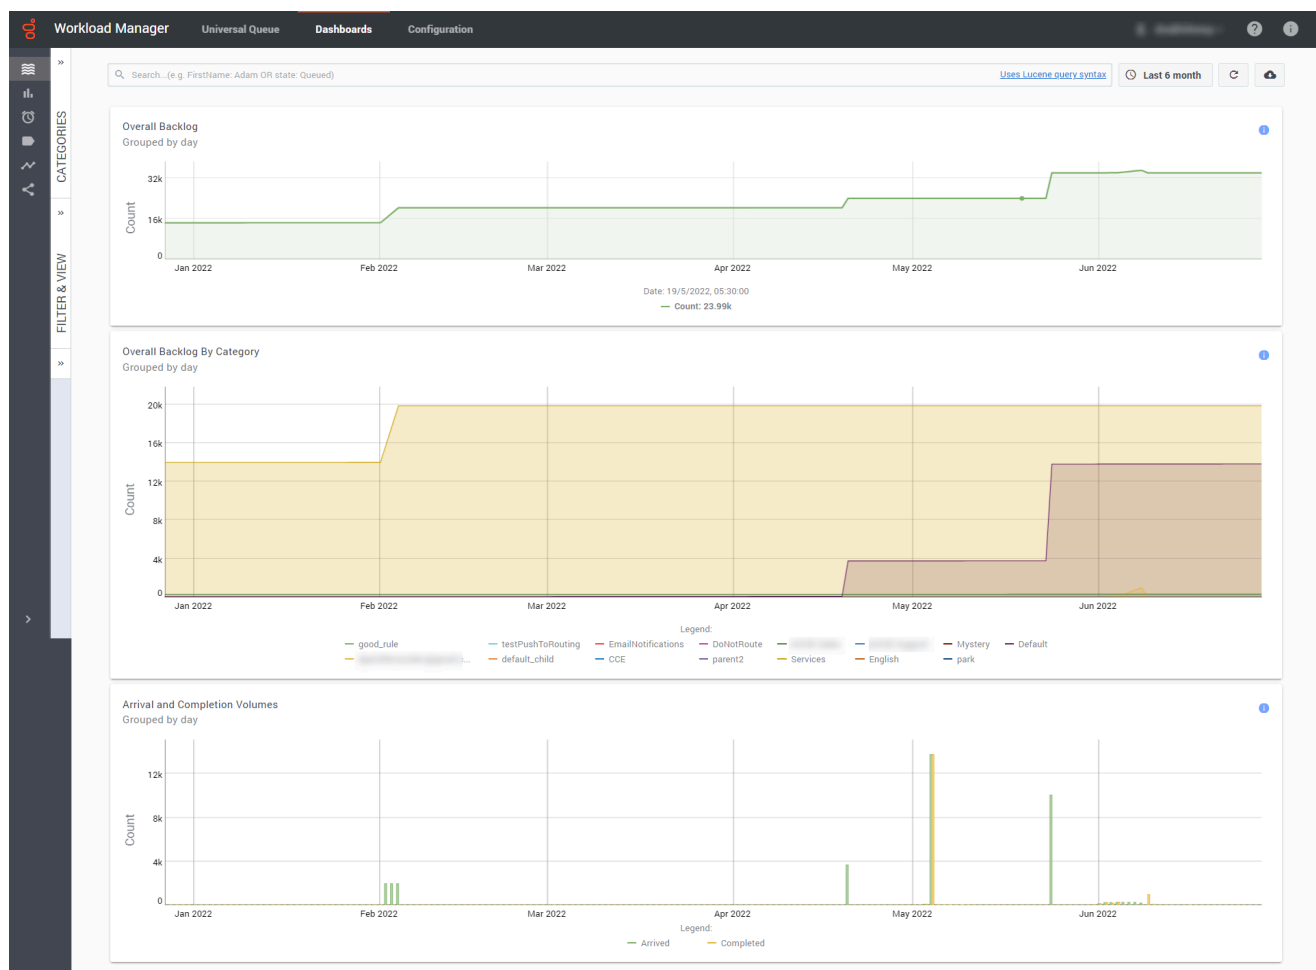 Workload Manager Universal Queue Dashboards Configuration
Search...(e.g. FirstName: Adam OR state: Queued) Uses Lucene query syntax Last 6 month
CATEGORIES
FILTER & VIEW
Overall Backlog
Grouped by day
Count
32k
16k
0
Jan 2022 Feb 2022 Mar 2022 Apr 2022 May 2022 Jun 2022
Date: 19/5/2022, 05:30:00
Count: 23.99k
Overall Backlog By Category
Grouped by day
Count
20k
16k
12k
8k
4k
0
Jan 2022 Feb 2022 Mar 2022 Apr 2022 May 2022 Jun 2022
Legend:
good_rule testPushToRouting EmailNotifications DoNotRoute Mystery Default
default_child CCE parent2 Services English park
Arrival and Completion Volumes
Grouped by day
Count
12k
8k
4k
0
Jan 2022 Feb 2022 Mar 2022 Apr 2022 May 2022 Jun 2022
Legend:
Arrived Completed